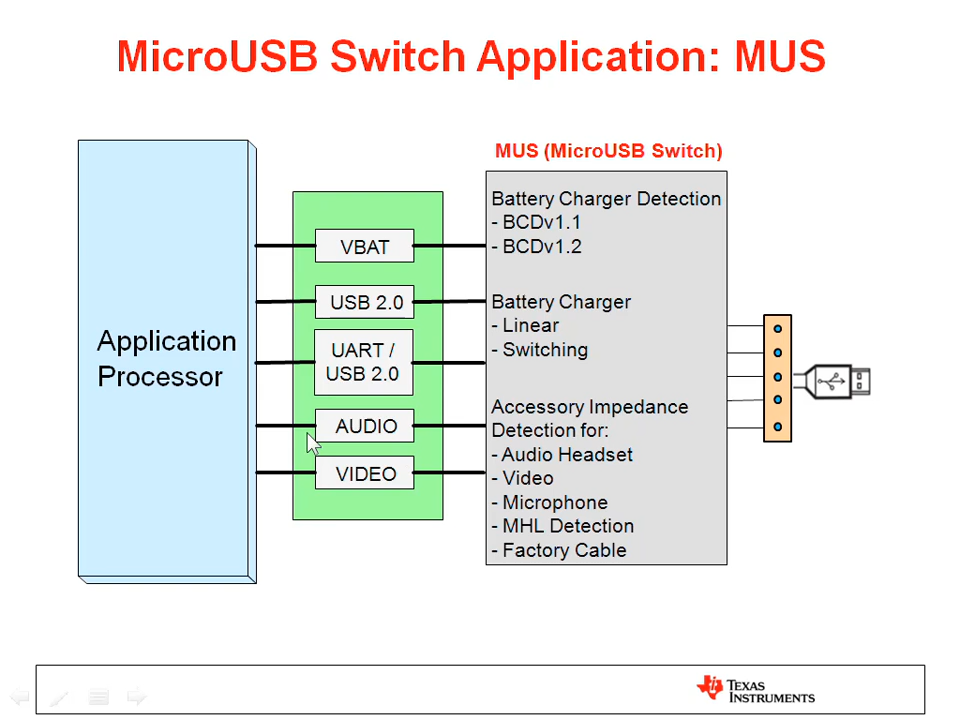 MicroUSB Switch Application: MUS
MUS (MicroUSB Switch)
Application
Processor
VBAT
USB 2.0
UART /
USB 2.0
AUDIO
VIDEO
Battery Charger Detection
- BCDv1.1
- BCDv1.2
Battery Charger
- Linear
- Switching
Accessory Impedance
Detection for:
- Audio Headset
- Video
- Microphone
- MHL Detection
- Factory Cable
TEXAS
INSTRUMENTS